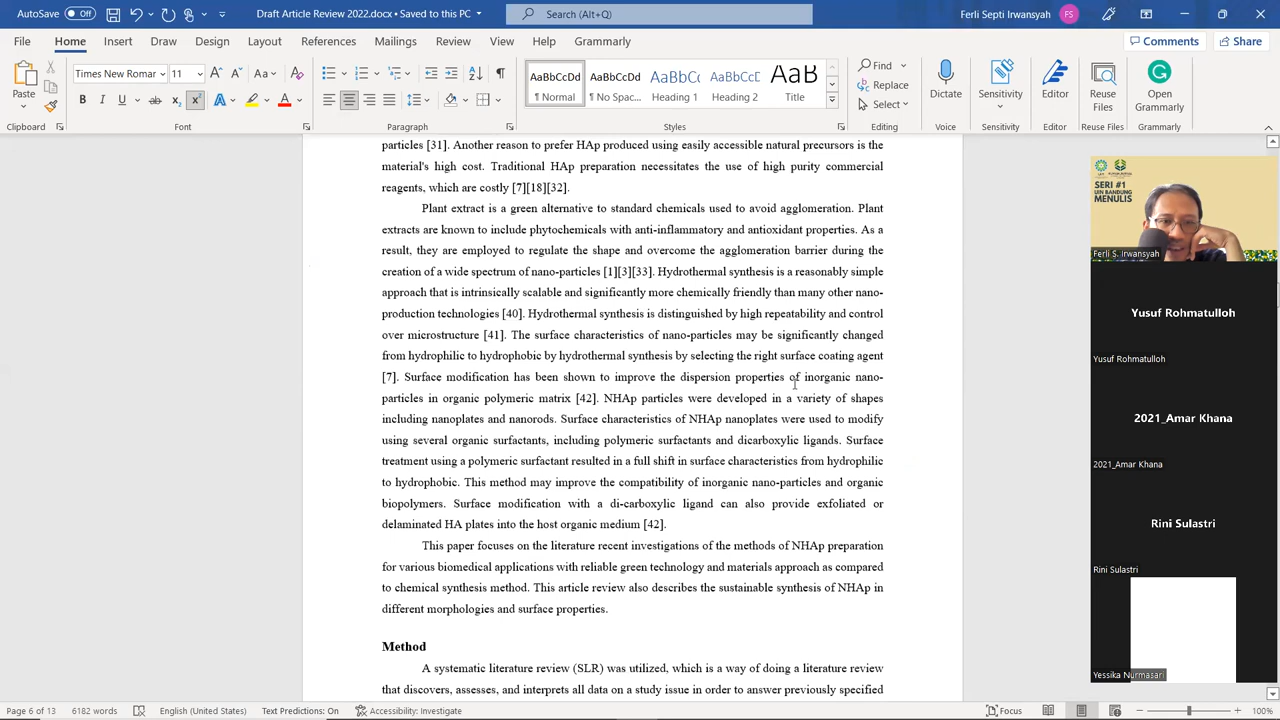 AutoSave Off Draft Article Review 2022.docx • Saved to this PC Search (Alt+Q) Ferli Septi Irwansyah FS
File Home Insert Draw Design Layout References Mailings Review View Help Grammarly Comments Share
Paste
Times New Roman 11
AaBbCcDd AaBbCcDd AaBbCc AaBbCcC AaB
¶ Normal ¶ No Spac... Heading 1 Heading 2 Title
Find
Replace
Select
Dictate
Sensitivity
Editor
Reuse Files
Open Grammarly
Clipboard Font Paragraph Styles Editing Voice Sensitivity Editor Reuse Files Grammarly
particles [31]. Another reason to prefer HAp produced using easily accessible natural precursors is the
material's high cost. Traditional HAp preparation necessitates the use of high purity commercial
reagents, which are costly [7][18][32].
Plant extract is a green alternative to standard chemicals used to avoid agglomeration. Plant
extracts are known to include phytochemicals with anti-inflammatory and antioxidant properties. As a
result, they are employed to regulate the shape and overcome the agglomeration barrier during the
creation of a wide spectrum of nano-particles [1][3][33]. Hydrothermal synthesis is a reasonably simple
approach that is intrinsically scalable and significantly more chemically friendly than many other nano-
production technologies [40]. Hydrothermal synthesis is distinguished by high repeatability and control
over microstructure [41]. The surface characteristics of nano-particles may be significantly changed
from hydrophilic to hydrophobic by hydrothermal synthesis by selecting the right surface coating agent
[7]. Surface modification has been shown to improve the dispersion properties of inorganic nano-
particles in organic polymeric matrix [42]. NHAp particles were developed in a variety of shapes
including nanoplates and nanorods. Surface characteristics of NHAp nanoplates were used to modify
using several organic surfactants, including polymeric surfactants and dicarboxylic ligands. Surface
treatment using a polymeric surfactant resulted in a full shift in surface characteristics from hydrophilic
to hydrophobic. This method may improve the compatibility of inorganic nano-particles and organic
biopolymers. Surface modification with a di-carboxylic ligand can also provide exfoliated or
delaminated HA plates into the host organic medium [42].
This paper focuses on the literature recent investigations of the methods of NHAp preparation
for various biomedical applications with reliable green technology and materials approach as compared
to chemical synthesis method. This article review also describes the sustainable synthesis of NHAp in
different morphologies and surface properties.
Method
A systematic literature review (SLR) was utilized, which is a way of doing a literature review
that discovers, assesses, and interprets all data on a study issue in order to answer previously specified
SERI #1
UIN BANDUNG
MENULIS
Ferli S. Irwansyah
Yusuf Rohmatulloh
Yusuf Rohmatulloh
2021_Amar Khana
2021_Amar Khana
Rini Sulastri
Rini Sulastri
Yessika Nurmasari
Page 6 of 13 6182 words English (United States) Text Predictions: On Accessibility: Investigate Focus 100%